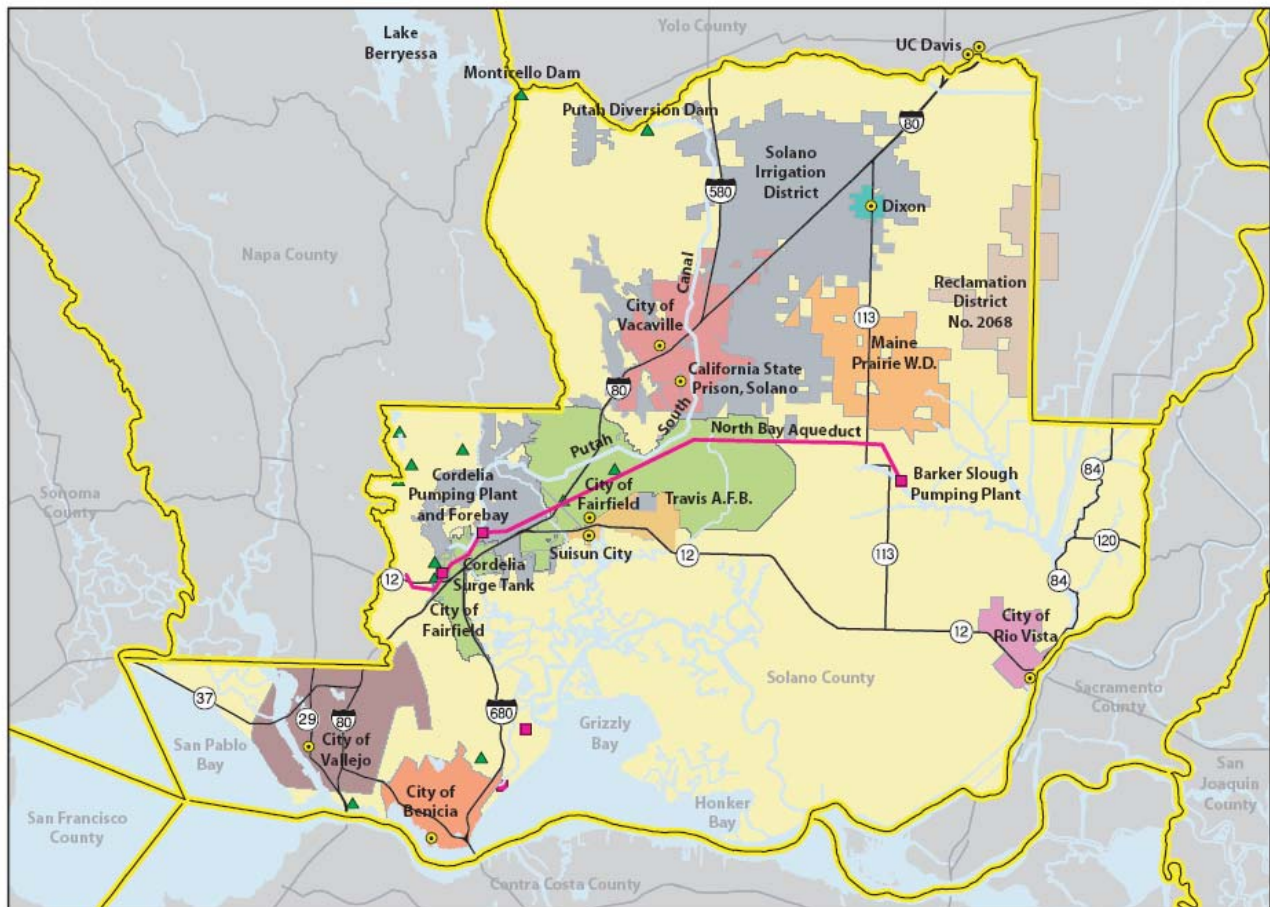 Yolo County
Lake
Berryessa
UC Davis
Monticello Dam
Putah Diversion Dam
80
Solano
Irrigation
District
580
Dixon
Canal
Napa County
Reclamation
District
No. 2068
City of
Vacaville
113
Maine
Prairie W.D.
California State
Prison, Solano
80
South
North Bay Aqueduct
Putah
84
Cordelia
Pumping Plant
and Forebay
City of
Fairfield
Travis A.F.B.
Barker Slough
Pumping Plant
Sonoma
County
120
Suisun City
12
113
12
Cordelia
Surge Tank
84
City of
Fairfield
12
City of
Rio Vista
Solano County
Sacramento
County
37
29
80
680
Grizzly
Bay
San Pablo
Bay
City of
Vallejo
San
Joaquin
County
City of
Benicia
Honker
Bay
San Francisco
County
Contra Costa County